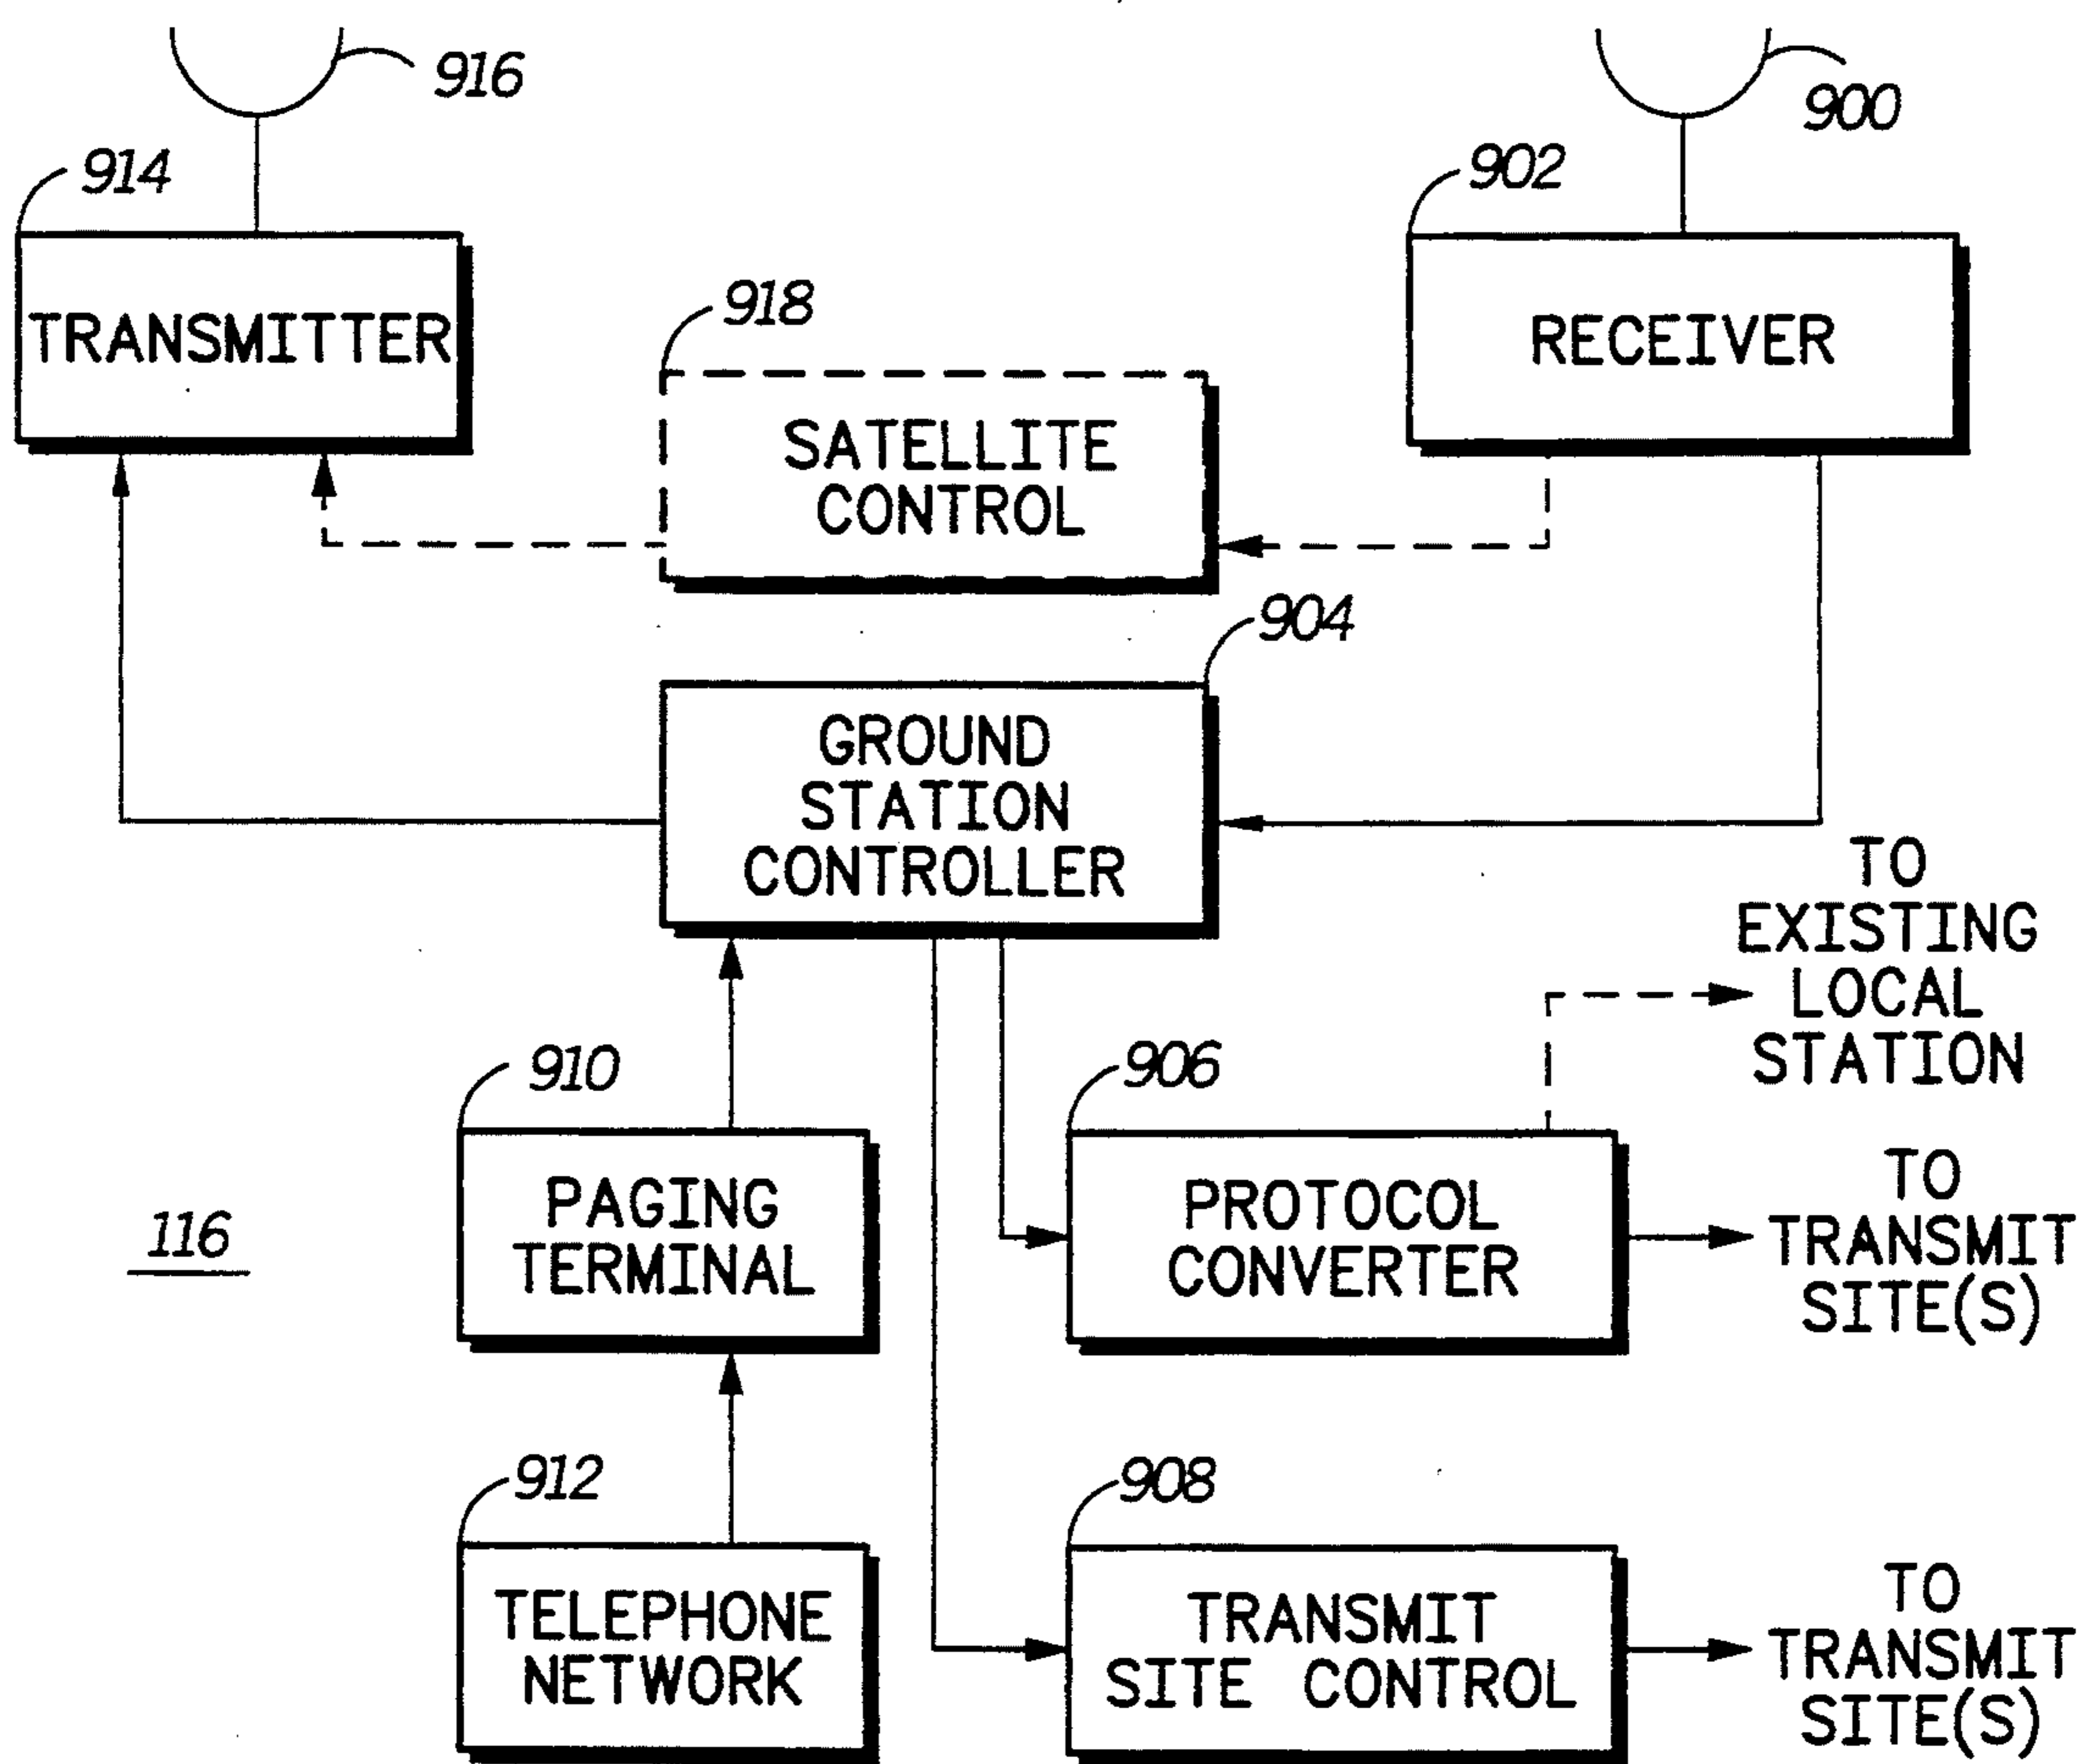 916
900
914
902
TRANSMITTER
918
RECEIVER
SATELLITE
CONTROL
904
GROUND
STATION
CONTROLLER
TO
EXISTING
LOCAL
STATION
910
906
PAGING
TERMINAL
PROTOCOL
CONVERTER
TO
TRANSMIT
SITE(S)
116
912
908
TELEPHONE
NETWORK
TRANSMIT
SITE CONTROL
TO
TRANSMIT
SITE(S)